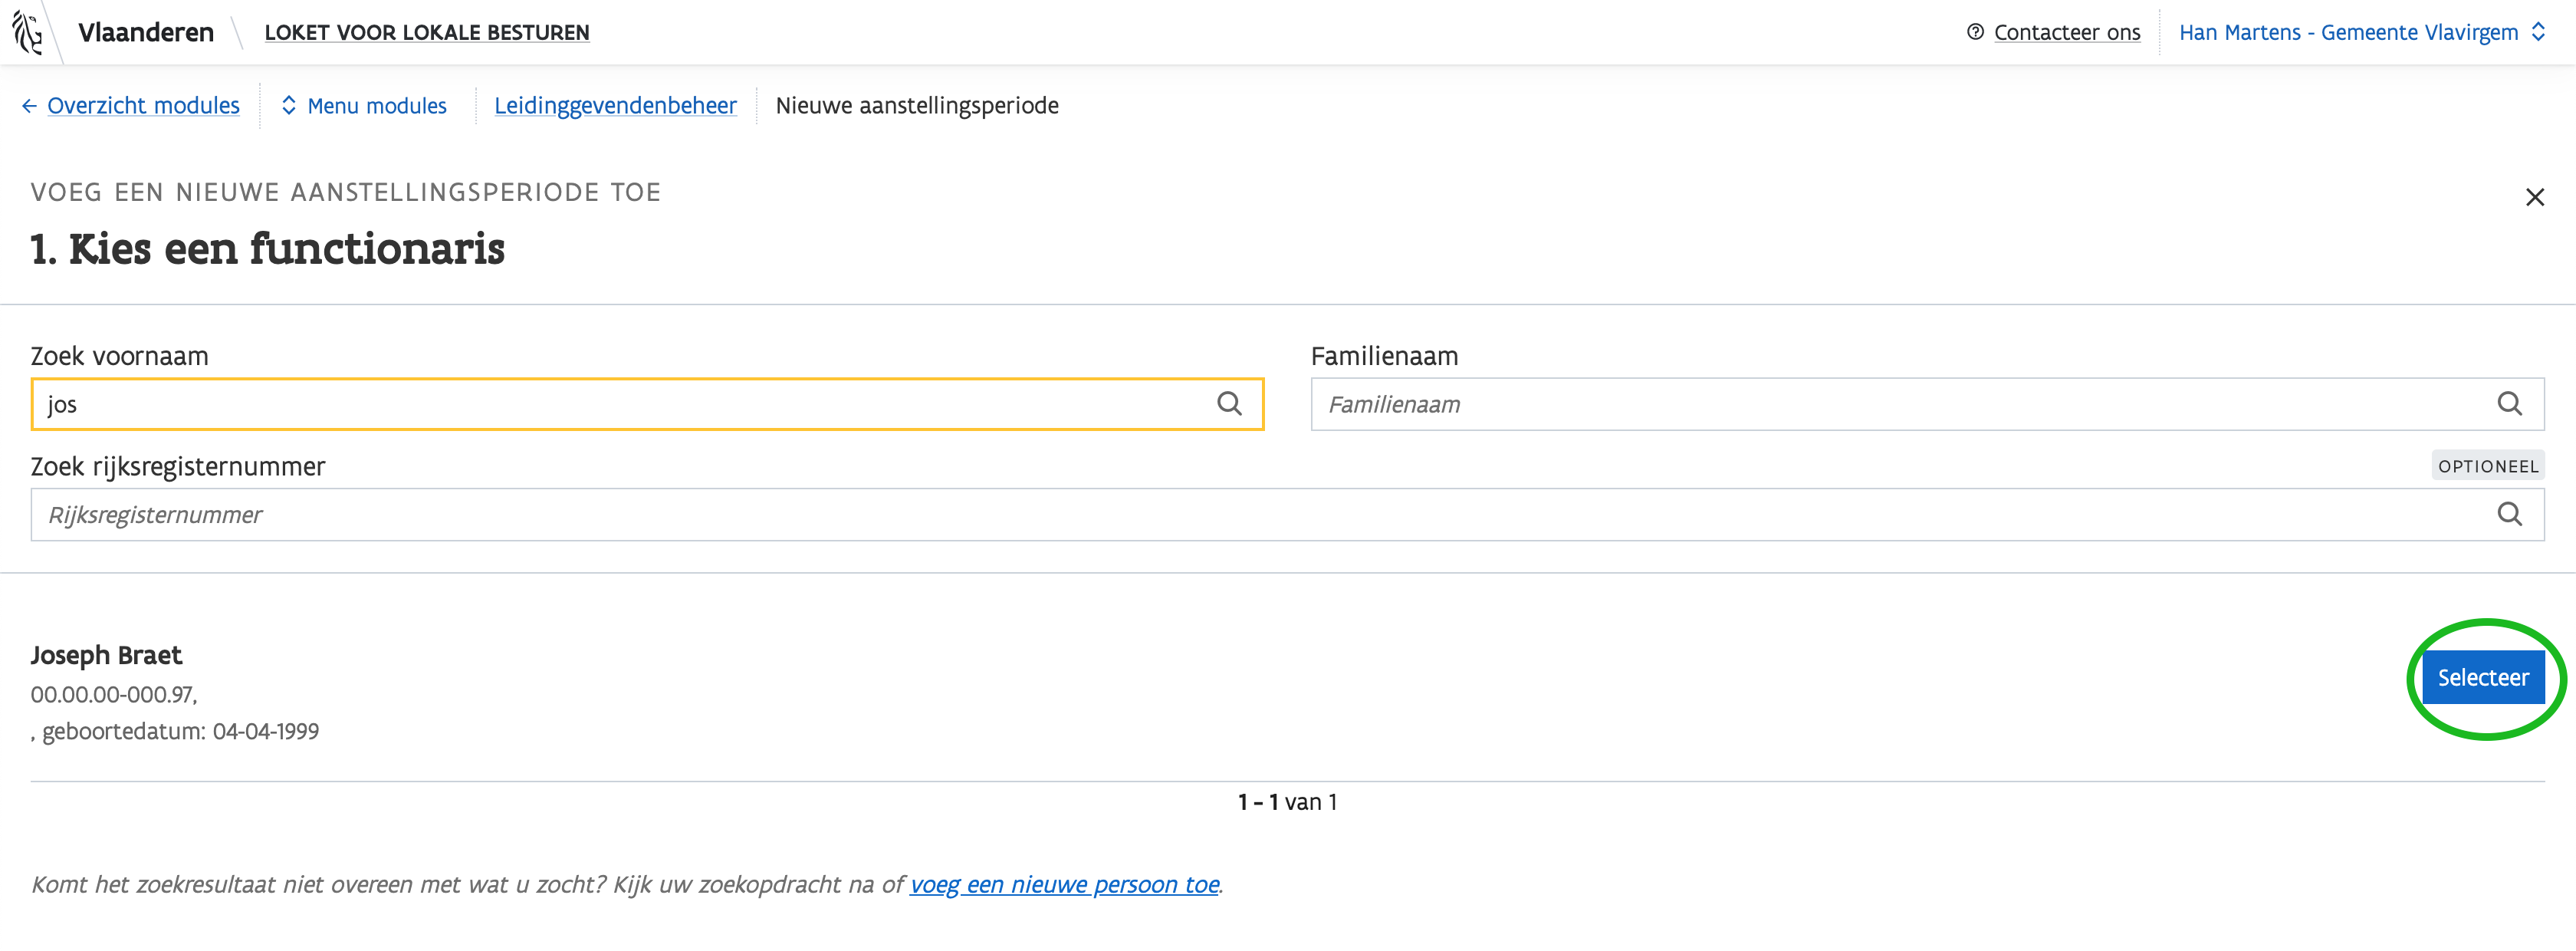 Vlaanderen LOKET VOOR LOKALE BESTUREN Contacteer ons Han Martens - Gemeente Vlavirgem
Overzicht modules Menu modules Leidinggevendenbeheer Nieuwe aanstellingsperiode
VOEG EEN NIEUWE AANSTELLINGSPERIODE TOE
1. Kies een functionaris
Zoek voornaam Familienaam
jos Familienaam
Zoek rijksregisternummer OPTIONEEL
Rijksregisternummer
Joseph Braet
00.00.00-000.97,
, geboortedatum: 04-04-1999
Selecteer
1 - 1 van 1
Komt het zoekresultaat niet overeen met wat u zocht? Kijk uw zoekopdracht na of voeg een nieuwe persoon toe.